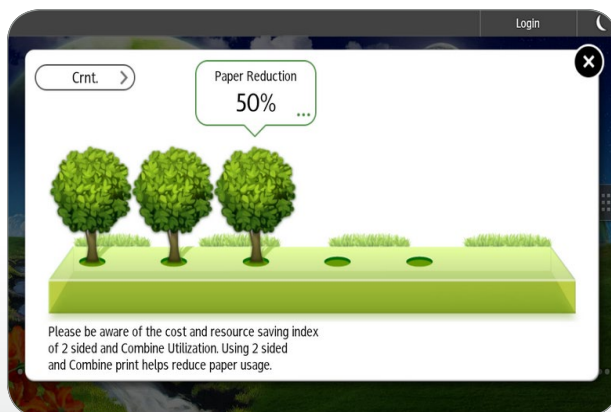 Login
Crnt.
Paper Reduction
50%
Please be aware of the cost and resource saving index
of 2 sided and Combine Utilization. Using 2 sided
and Combine print helps reduce paper usage.